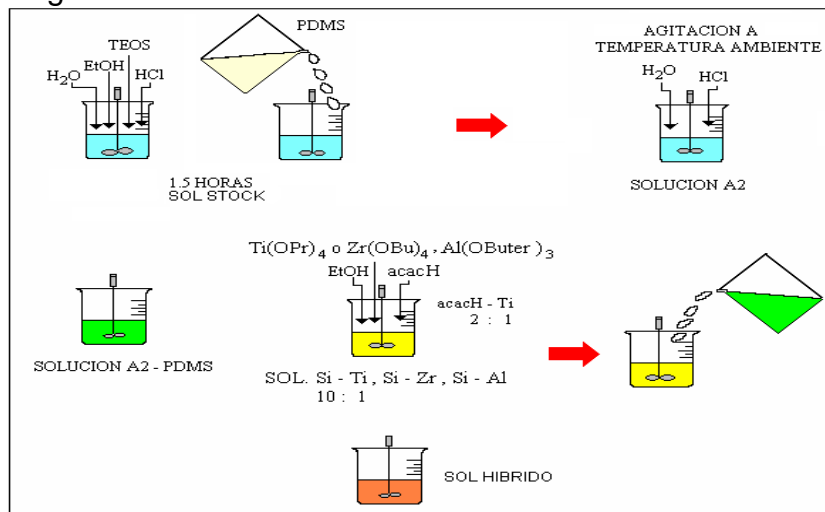 TEOS
EtOH
H2O
HCl
PDMS
1.5 HORAS
SOL STOCK
AGITACION A
TEMPERATURA AMBIENTE
H2O
HCl
SOLUCION A2
SOLUCION A2 - PDMS
Ti(OPr)4 o Zr(OBu)4 , Al(OButer )3
EtOH acacH
acacH - Ti
2 : 1
SOL. Si - Ti , Si - Zr , Si - Al
10 : 1
SOL HIBRIDO